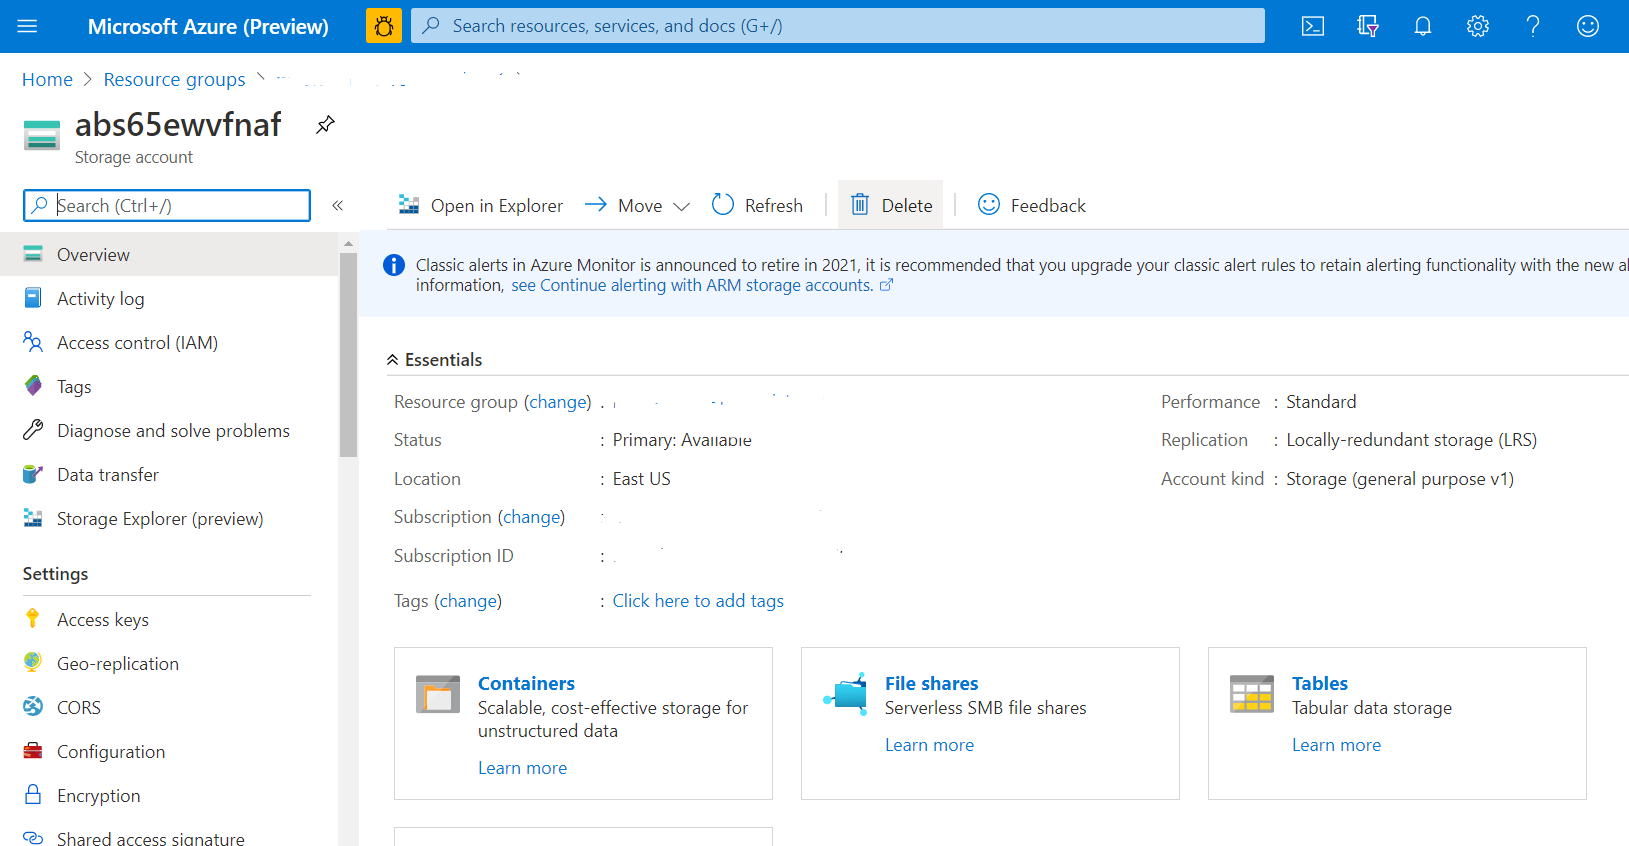 Microsoft Azure (Preview)
Search resources, services, and docs (G+/)
Home > Resource groups >
abs65ewvfnaf
Storage account
Search (Ctrl+/)
«
Open in Explorer
Move
Refresh
Delete
Feedback
Overview
Activity log
Access control (IAM)
Tags
Diagnose and solve problems
Data transfer
Storage Explorer (preview)
Settings
Access keys
Geo-replication
CORS
Configuration
Encryption
Shared access signature
Classic alerts in Azure Monitor is announced to retire in 2021, it is recommended that you upgrade your classic alert rules to retain alerting functionality with the new
information, see Continue alerting with ARM storage accounts.
Essentials
Resource group (change)
Status : Primary: Available
Location : East US
Subscription (change) :
Subscription ID :
Tags (change) : Click here to add tags
Performance : Standard
Replication : Locally-redundant storage (LRS)
Account kind : Storage (general purpose v1)
Containers
Scalable, cost-effective storage for
unstructured data
Learn more
File shares
Serverless SMB file shares
Learn more
Tables
Tabular data storage
Learn more